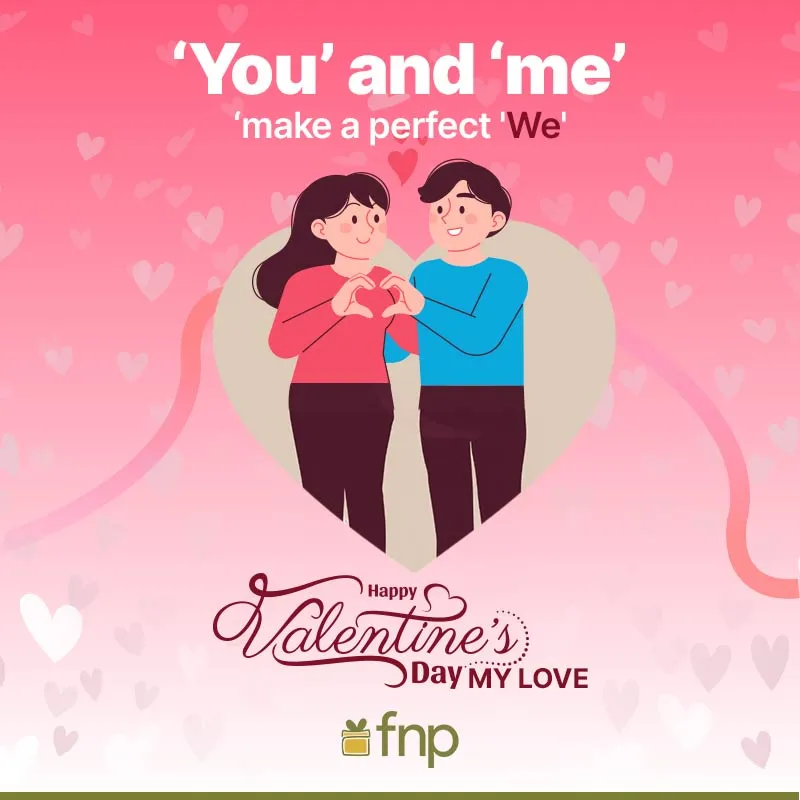 ‘You’ and ‘me’
‘make a perfect 'We'
Happy
Valentine’s
Day MY LOVE
fnp